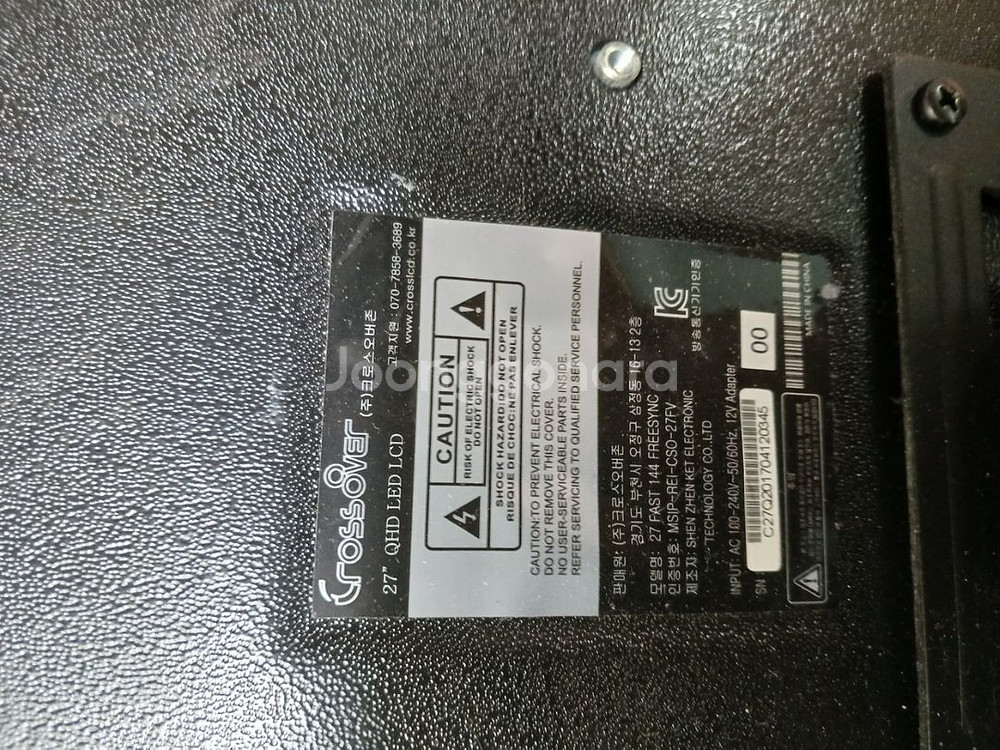 Crossover (주)크로스오버존
27" QHD LED LCD 고객지원 : 070-7858-3689
www.crosslcd.co.kr
CAUTION
RISK OF ELECTRIC SHOCK
DO NOT OPEN
SHOCK HAZARD:DO NOT OPEN
RISQUE DE CHOC:NE PAS ENLEVER
CAUTION:TO PREVENT ELECTRICAL SHOCK.
DO NOT REMOVE THIS COVER.
NO USER-SERVICEABLE PARTS INSIDE.
REFER SERVICING TO QUALIFIED SERVICE PERSONNEL.
판매원: (주)크로스오버존
경기도 부천시 오정구 삼정동 16-13 2층
모델명: 27 FAST 144 FREESYNC
인증번호: MSIP-REI-CSO-27FV
제조자: SHEN ZHEN KET ELECTRONIC
TECHNOLOGY CO.,LTD
방송통신기기인증
INPUT: AC 100-240V~50/60Hz, 12V Adapter
SN
C27Q201704120345
00
MADE IN CHINA
Joonggonara